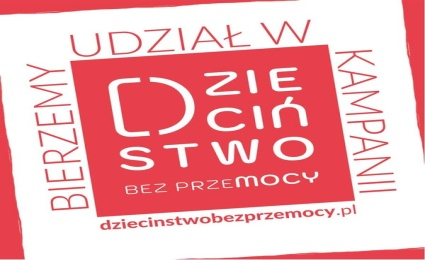 BIERZEMY
UDZIAŁ W
KAMPANII
DZIE
CIŃ
STWO
BEZ PRZEMOCY
dziecinstwobezprzemocy.pl